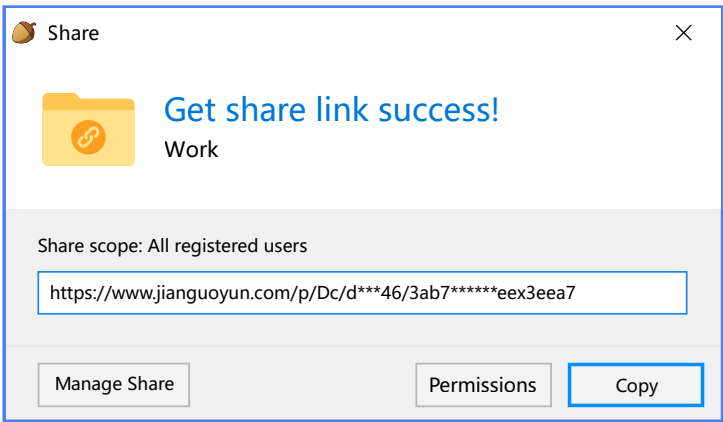 Share
Get share link success!
Work
Share scope: All registered users
https://www.jianguoyun.com/p/Dc/d***46/3ab7******eex3eea7
Manage Share
Permissions
Copy